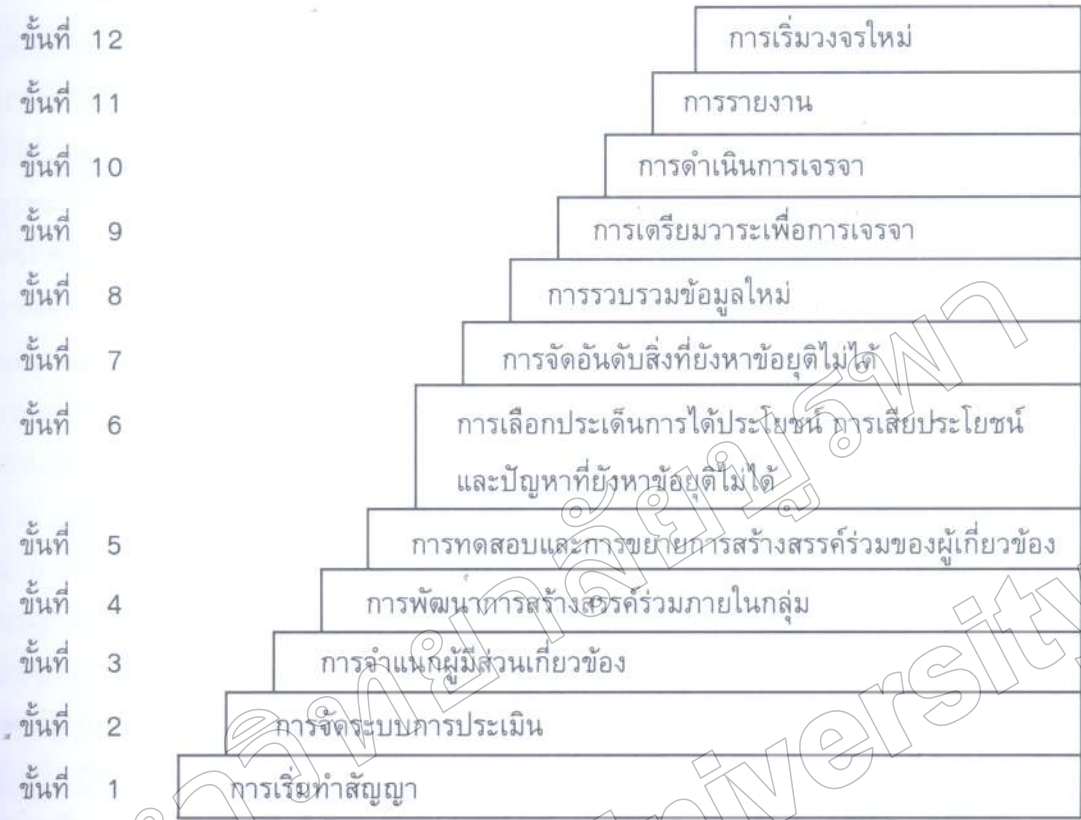 ขั้นที่ 12 การเริ่มวงจรใหม่
ขั้นที่ 11 การรายงาน
ขั้นที่ 10 การดำเนินการเจรจา
ขั้นที่ 9 การเตรียมวาระเพื่อการเจรจา
ขั้นที่ 8 การรวบรวมข้อมูลใหม่
ขั้นที่ 7 การจัดอันดับสิ่งที่ยังหาข้อยุติไม่ได้
ขั้นที่ 6 การเลือกประเด็นการได้ประโยชน์ การเสียประโยชน์
และปัญหาที่ยังหาข้อยุติไม่ได้
ขั้นที่ 5 การทดสอบและการขยายการสร้างสรรค์ร่วมของผู้เกี่ยวข้อง
ขั้นที่ 4 การพัฒนาการสร้างสรรค์ร่วมภายในกลุ่ม
ขั้นที่ 3 การจำแนกผู้มีส่วนเกี่ยวข้อง
ขั้นที่ 2 การจัดระบบการประเมิน
ขั้นที่ 1 การเริ่มทำสัญญา
University